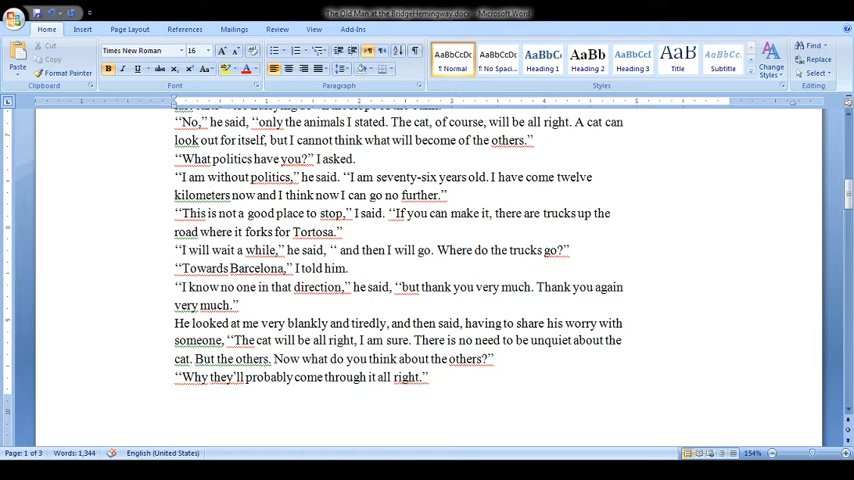 The Old Man at the BridgeHemingway.docx - Microsoft Word
Home Insert Page Layout References Mailings Review View Add-Ins
Paste
Cut
Copy
Format Painter
Clipboard
Times New Roman 16
Font
Paragraph
AaBbCcDc AaBbCcDc AaBbC AaBb AaBbCcI AaB AaBbCc.
¶ Normal ¶ No Spaci... Heading 1 Heading 2 ¶ Heading 3 Title Subtitle
Change Styles
Styles
Find
Replace
Select
Editing
“No,” he said, “only the animals I stated. The cat, of course, will be all right. A cat can
look out for itself, but I cannot think what will become of the others.”
“What politics have you?” I asked.
“I am without politics,” he said. “I am seventy-six years old. I have come twelve
kilometers now and I think now I can go no further.”
“This is not a good place to stop,” I said. “If you can make it, there are trucks up the
road where it forks for Tortosa.”
“I will wait a while,” he said, “ and then I will go. Where do the trucks go?”
“Towards Barcelona,” I told him.
“I know no one in that direction,” he said, “but thank you very much. Thank you again
very much.”
He looked at me very blankly and tiredly, and then said, having to share his worry with
someone, “The cat will be all right, I am sure. There is no need to be unquiet about the
cat. But the others. Now what do you think about the others?”
“Why they’ll probably come through it all right.”
Page: 1 of 3 Words: 1,344 English (United States) 154%